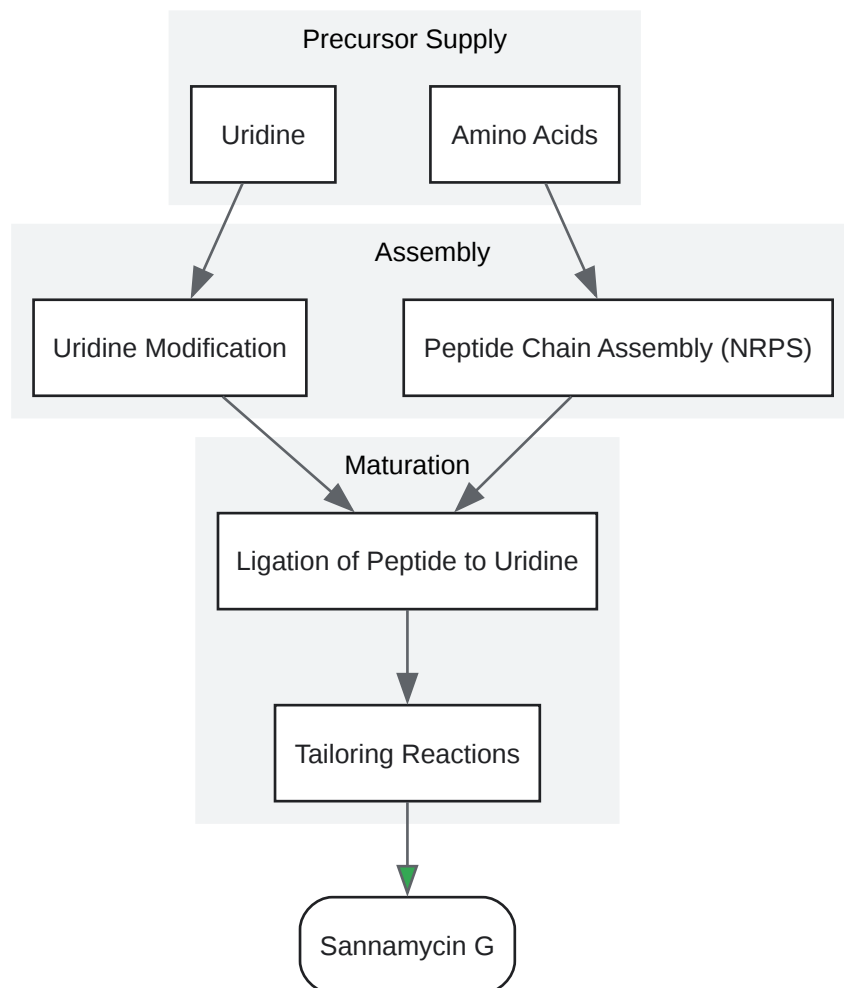 Precursor Supply
Uridine
Amino Acids
Assembly
Uridine Modification
Peptide Chain Assembly (NRPS)
Maturation
Ligation of Peptide to Uridine
Tailoring Reactions
Sannamycin G